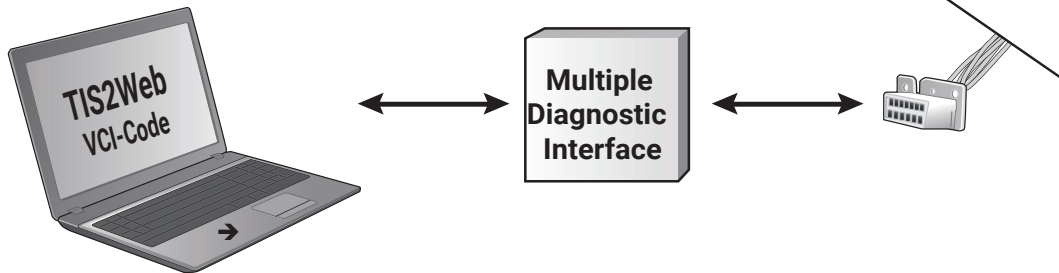 TIS2Web
VCI-Code
Multiple
Diagnostic
Interface